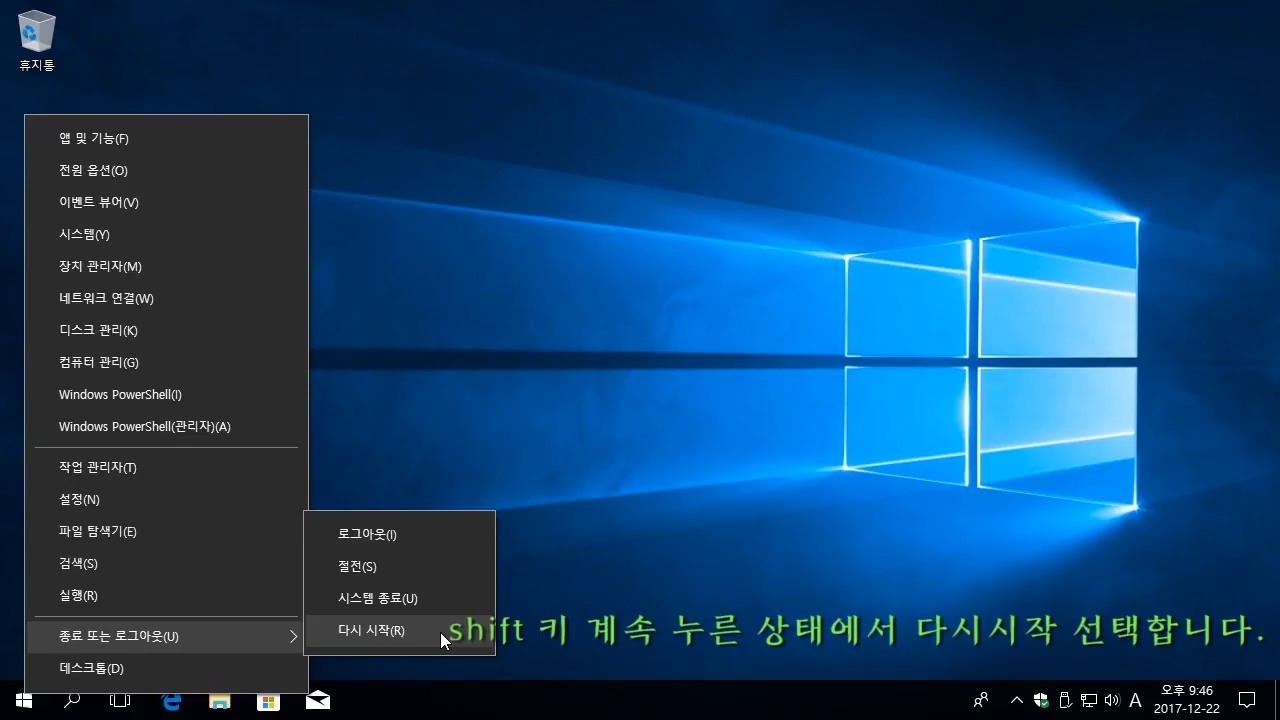 휴지통
앱 및 기능(F)
전원 옵션(O)
이벤트 뷰어(V)
시스템(Y)
장치 관리자(M)
네트워크 연결(W)
디스크 관리(K)
컴퓨터 관리(G)
Windows PowerShell(I)
Windows PowerShell(관리자)(A)
작업 관리자(T)
설정(N)
파일 탐색기(E)
검색(S)
실행(R)
종료 또는 로그아웃(U)
데스크톱(D)
로그아웃(I)
절전(S)
시스템 종료(U)
다시 시작(R)
shift 키 계속 누른 상태에서 다시시작 선택합니다.
A
오후 9:46
2017-12-22